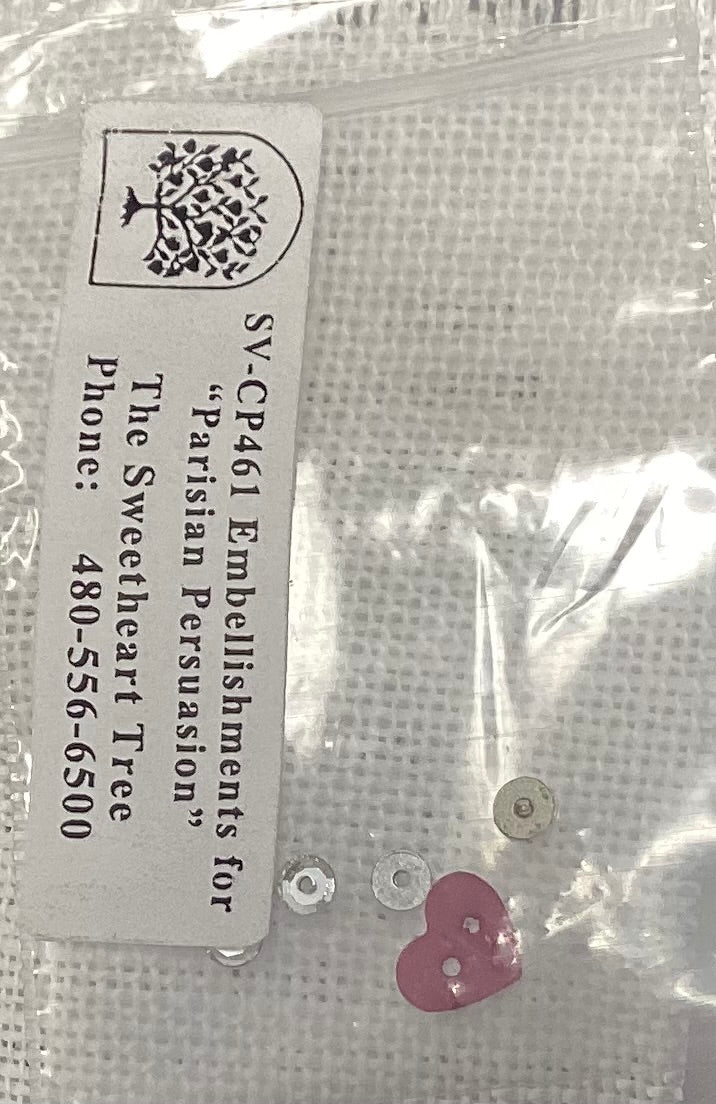 SV-CP461 Embellishments for
“Parisian Persuasion”
The Sweetheart Tree
Phone: 480-556-6500